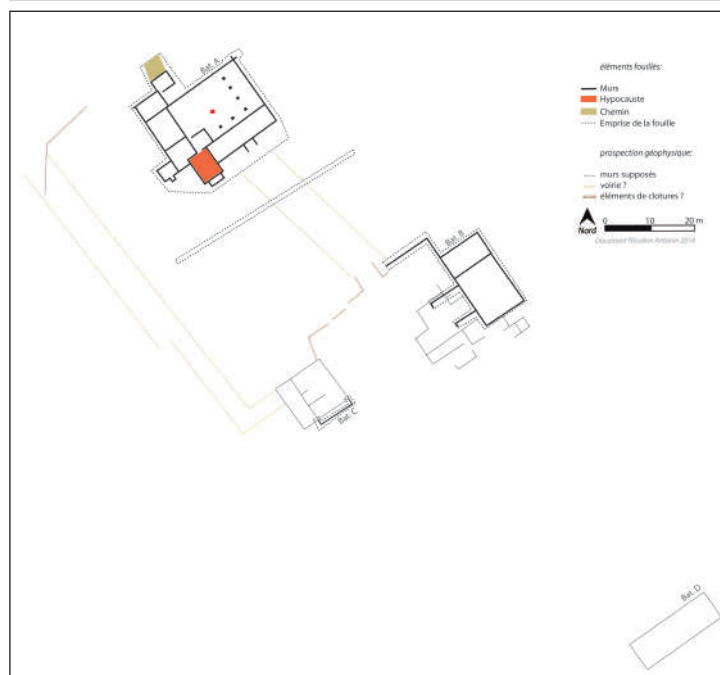 Bat. A
éléments fouillés:
Murs
Hypocauste
Chemin
Emprise de la fouille
prospection géophysique:
murs supposés
voirie ?
éléments de clotures ?
Nord
0 10 20 m
Document Nicolas Antonin 2014
Bat. B
Bat. C
Bat. D